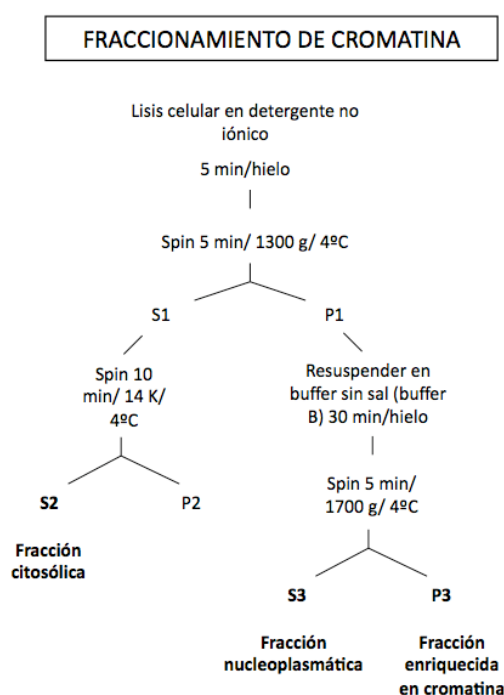 FRACCIONAMIENTO DE CROMATINA
Lisis celular en detergente no
iónico
5 min/hielo
Spin 5 min/ 1300 g/ 4ºC
S1
P1
Spin 10
min/ 14 K/
4ºC
Resuspender en
buffer sin sal (buffer
B) 30 min/hielo
S2
P2
Spin 5 min/
1700 g/ 4ºC
Fracción
citosólica
S3
P3
Fracción
nucleoplasmática
Fracción
enriquecida
en cromatina